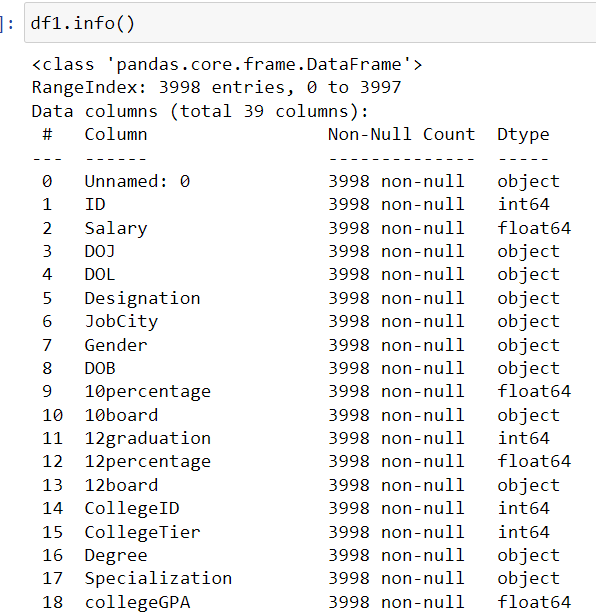 ]: df1.info()
<class 'pandas.core.frame.DataFrame'>
RangeIndex: 3998 entries, 0 to 3997
Data columns (total 39 columns):
 #   Column                 Non-Null Count  Dtype
---  ------                 --------------  -----
 0   Unnamed: 0             3998 non-null   object
 1   ID                     3998 non-null   int64
 2   Salary                 3998 non-null   float64
 3   DOJ                    3998 non-null   object
 4   DOL                    3998 non-null   object
 5   Designation            3998 non-null   object
 6   JobCity                3998 non-null   object
 7   Gender                 3998 non-null   object
 8   DOB                    3998 non-null   object
 9   10percentage           3998 non-null   float64
 10  10board                3998 non-null   object
 11  12graduation           3998 non-null   int64
 12  12percentage           3998 non-null   float64
 13  12board                3998 non-null   object
 14  CollegeID              3998 non-null   int64
 15  CollegeTier            3998 non-null   int64
 16  Degree                 3998 non-null   object
 17  Specialization         3998 non-null   object
 18  collegeGPA             3998 non-null   float64